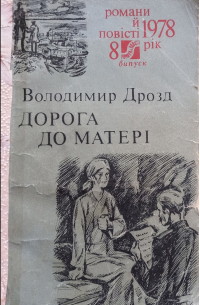 романи
й
повісті 1978
8 рік
випуск
Володимир Дрозд
ДОРОГА
ДО МАТЕРІ